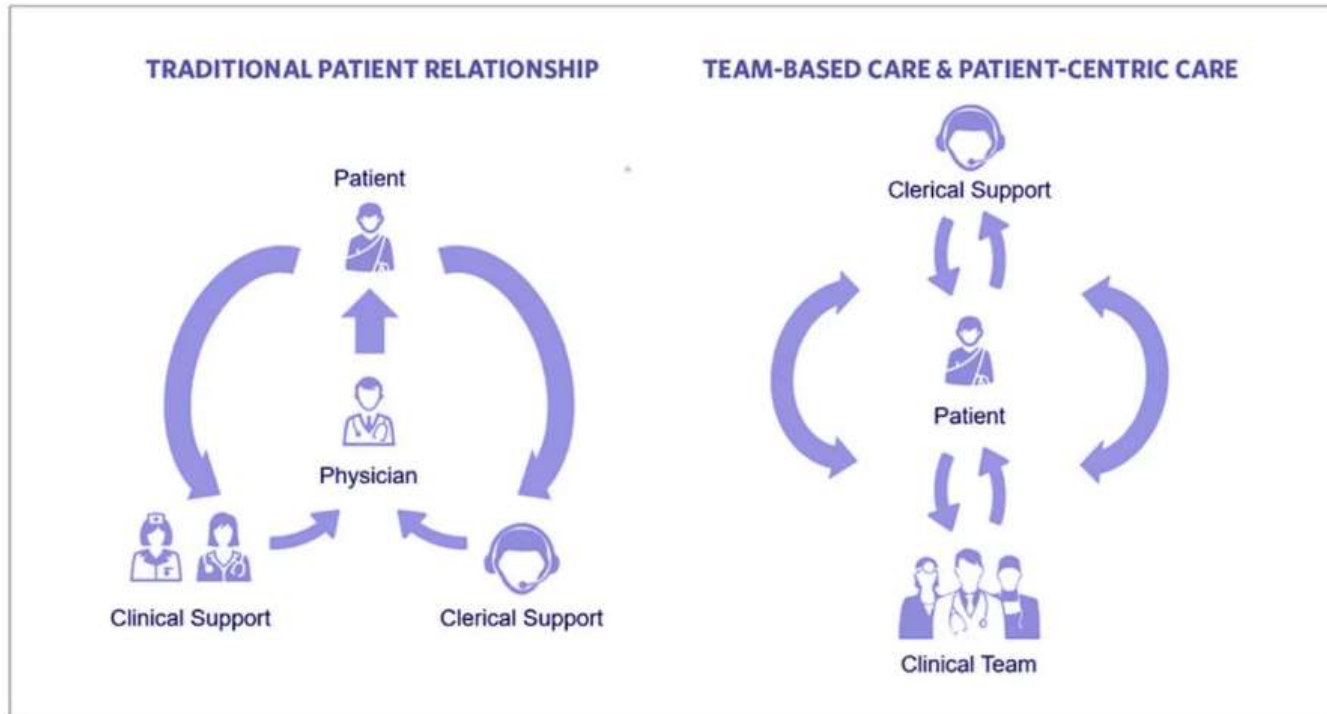 TRADITIONAL PATIENT RELATIONSHIP
Patient
Physician
Clinical Support
Clerical Support
TEAM-BASED CARE & PATIENT-CENTRIC CARE
Clerical Support
Patient
Clinical Team